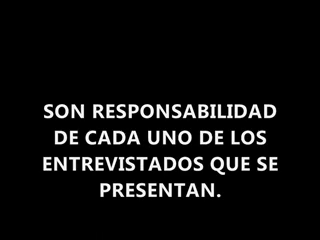 SON RESPONSABILIDAD
DE CADA UNO DE LOS
ENTREVISTADOS QUE SE
PRESENTAN.